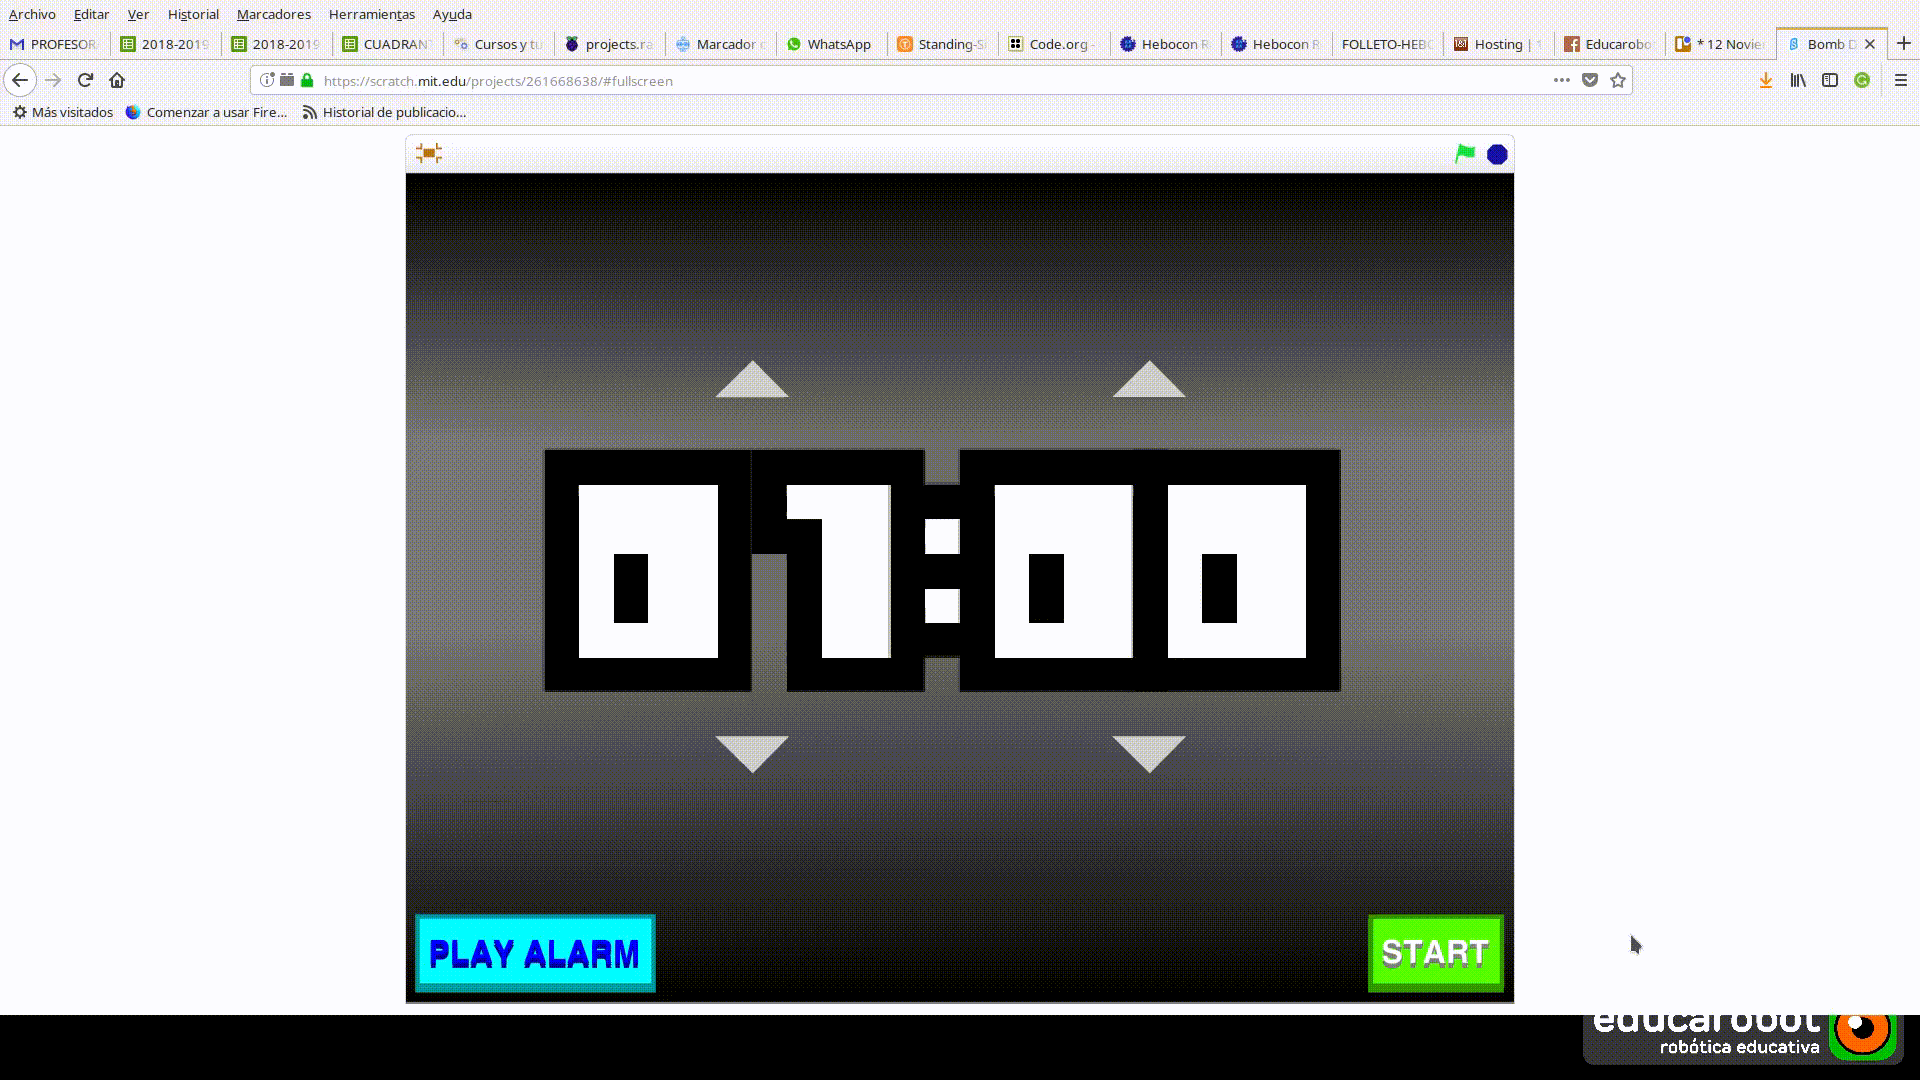 Archivo Editar Ver Historial Marcadores Herramientas Ayuda
PROFESOR 2018-2019 2018-2019 CUADRAN Cursos y tu projects.ra Marcador WhatsApp Standing-S Code.org - Hebocon R Hebocon R FOLLETO-HEBO Hosting | Educarobo * 12 Novie Bomb D
https://scratch.mit.edu/projects/261668638/#fullscreen
Más visitados Comenzar a usar Fire... Historial de publicacio...
01:00
PLAY ALARM START
educarobot
robótica educativa